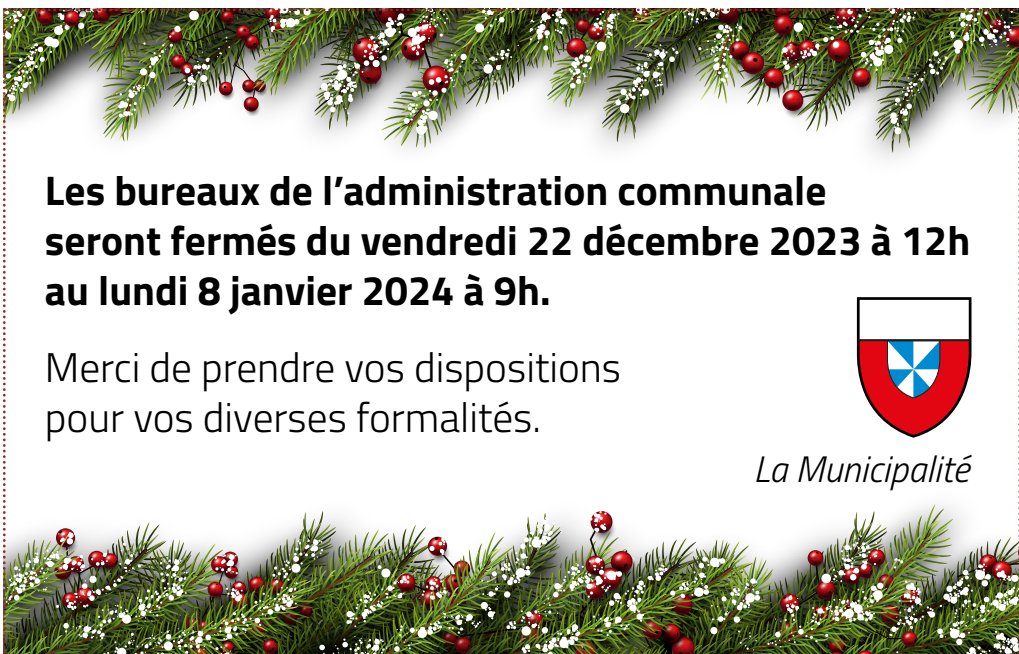 Les bureaux de l’administration communale
seront fermés du vendredi 22 décembre 2023 à 12h
au lundi 8 janvier 2024 à 9h.
Merci de prendre vos dispositions
pour vos diverses formalités.
La Municipalité